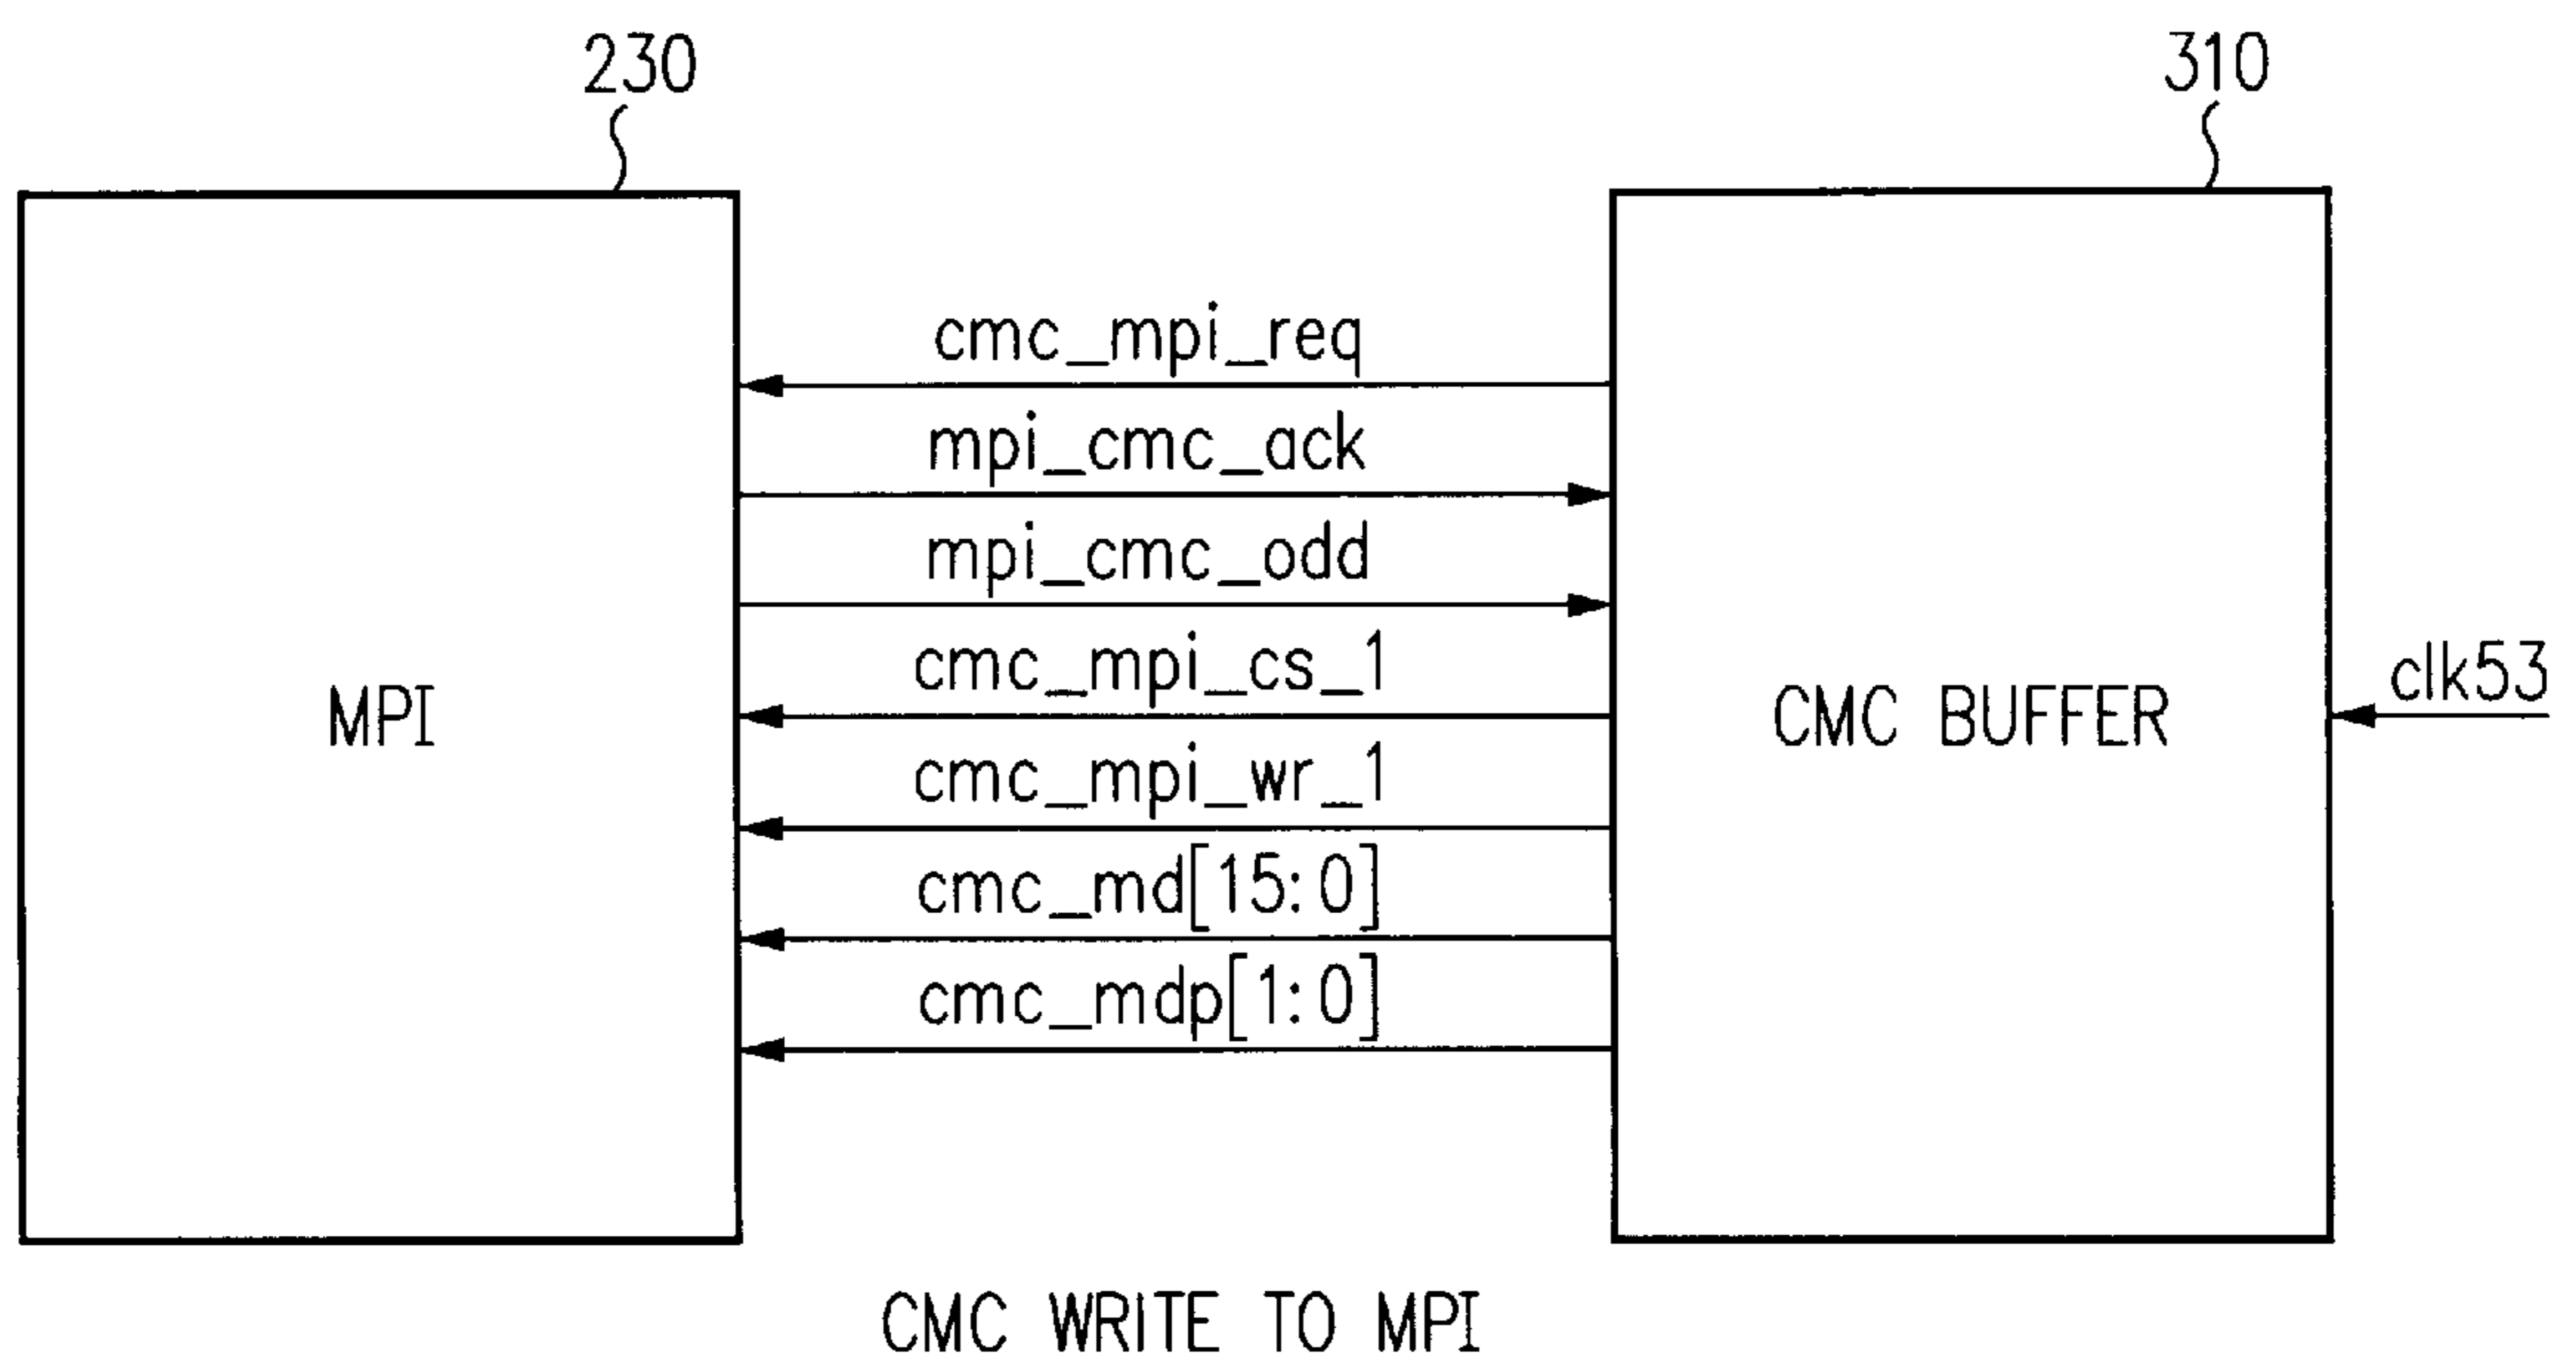 230
310
cmc_mpi_req
mpi_cmc_ack
mpi_cmc_odd
cmc_mpi_cs_1
clk53
MPI
CMC BUFFER
cmc_mpi_wr_1
cmc_md[15:0]
cmc_mdp[1:0]
CMC WRITE TO MPI